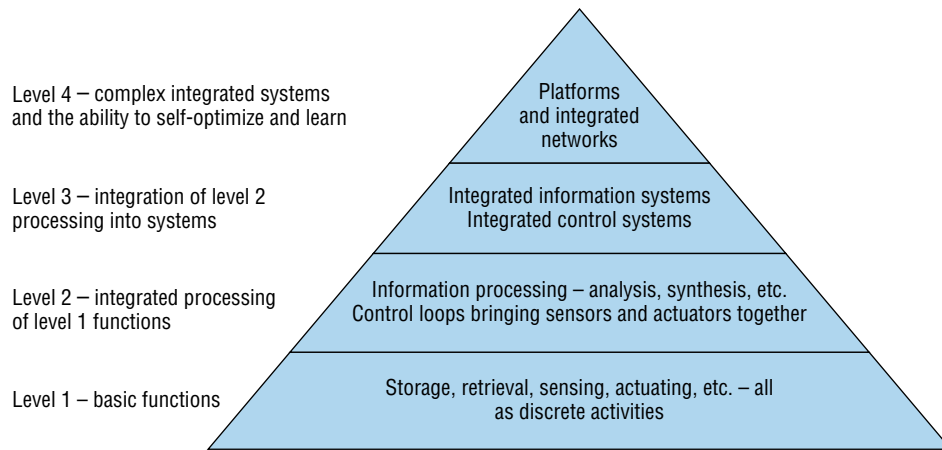 Level 4 – complex integrated systems
and the ability to self-optimize and learn
Platforms
and integrated
networks
Level 3 – integration of level 2
processing into systems
Integrated information systems
Integrated control systems
Level 2 – integrated processing
of level 1 functions
Information processing – analysis, synthesis, etc.
Control loops bringing sensors and actuators together
Level 1 – basic functions
Storage, retrieval, sensing, actuating, etc. – all
as discrete activities